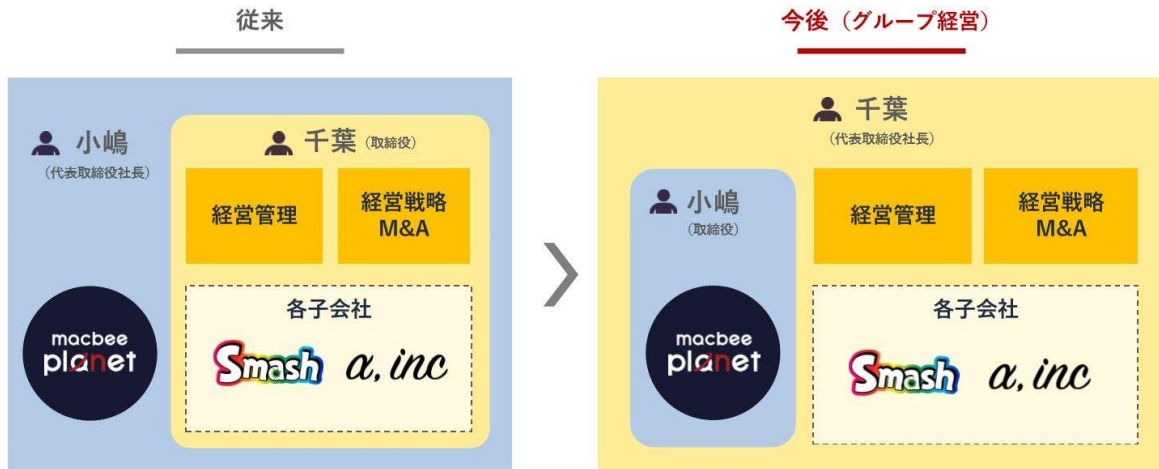 従来
小嶋
（代表取締役社長）
千葉（取締役）
経営管理
経営戦略
M&A
macbee
planet
各子会社
Smash
α, inc
今後（グループ経営）
千葉
（代表取締役社長）
小嶋
（取締役）
経営管理
経営戦略
M&A
macbee
planet
各子会社
Smash
α, inc